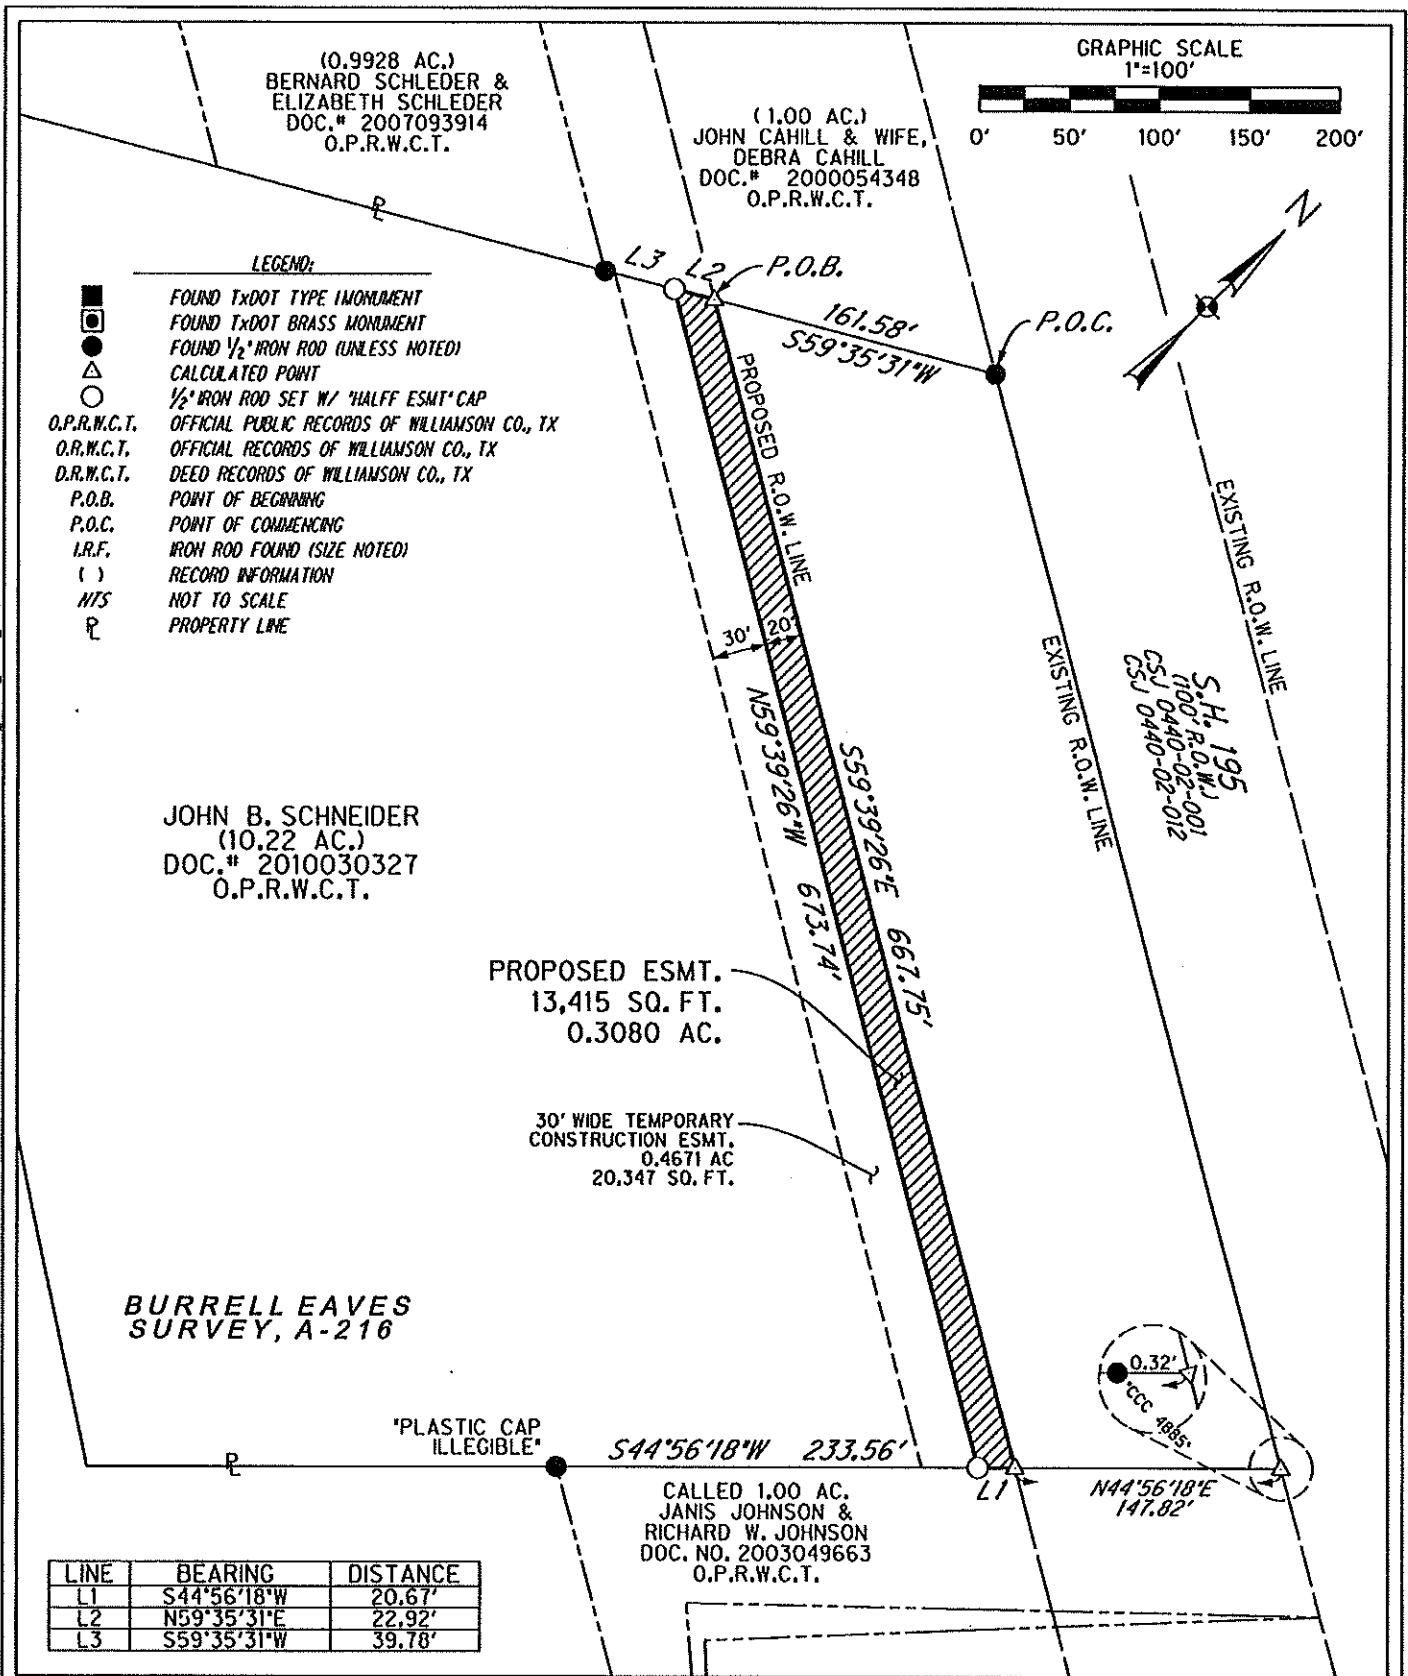 (0.9928 AC.)
BERNARD SCHLEDER &
ELIZABETH SCHLEDER
DOC.# 2007093914
O.P.R.W.C.T.
(1.00 AC.)
JOHN CAHILL & WIFE,
DEBRA CAHILL
DOC.# 2000054348
O.P.R.W.C.T.
GRAPHIC SCALE
1"=100'
0' 50' 100' 150' 200'
N
PL
L3
L2
P.O.B.
161.58'
S59°35'31"W
P.O.C.
LEGEND:
FOUND TxDOT TYPE I MONUMENT
FOUND TxDOT BRASS MONUMENT
FOUND 1/2" IRON ROD (UNLESS NOTED)
CALCULATED POINT
1/2" IRON ROD SET W/ "HALFF ESMT" CAP
O.P.R.W.C.T. OFFICIAL PUBLIC RECORDS OF WILLIAMSON CO., TX
O.R.W.C.T. OFFICIAL RECORDS OF WILLIAMSON CO., TX
D.R.W.C.T. DEED RECORDS OF WILLIAMSON CO., TX
P.O.B. POINT OF BEGINNING
P.O.C. POINT OF COMMENCING
I.R.F. IRON ROD FOUND (SIZE NOTED)
( ) RECORD INFORMATION
NTS NOT TO SCALE
PL PROPERTY LINE
PROPOSED R.O.W. LINE
EXISTING R.O.W. LINE
EXISTING R.O.W. LINE
S.H. 195
(100' R.O.W.)
CSJ 0440-02-001
CSJ 0440-02-012
30' 20'
N59°39'26"W 673.74'
S59°39'26"E 667.75'
JOHN B. SCHNEIDER
(10.22 AC.)
DOC.# 2010030327
O.P.R.W.C.T.
PROPOSED ESMT.
13,415 SQ. FT.
0.3080 AC.
30' WIDE TEMPORARY
CONSTRUCTION ESMT.
0.4671 AC
20,347 SQ. FT.
BURRELL EAVES
SURVEY, A-216
0.32'
"CCC 4885"
"PLASTIC CAP
ILLEGIBLE"
PL
S44°56'18"W 233.56'
L1
N44°56'18"E
147.82'
CALLED 1.00 AC.
JANIS JOHNSON &
RICHARD W. JOHNSON
DOC. NO. 2003049663
O.P.R.W.C.T.
LINE BEARING DISTANCE
L1 S44°56'18"W 20.67'
L2 N59°35'31"E 22.92'
L3 S59°35'31"W 39.78'